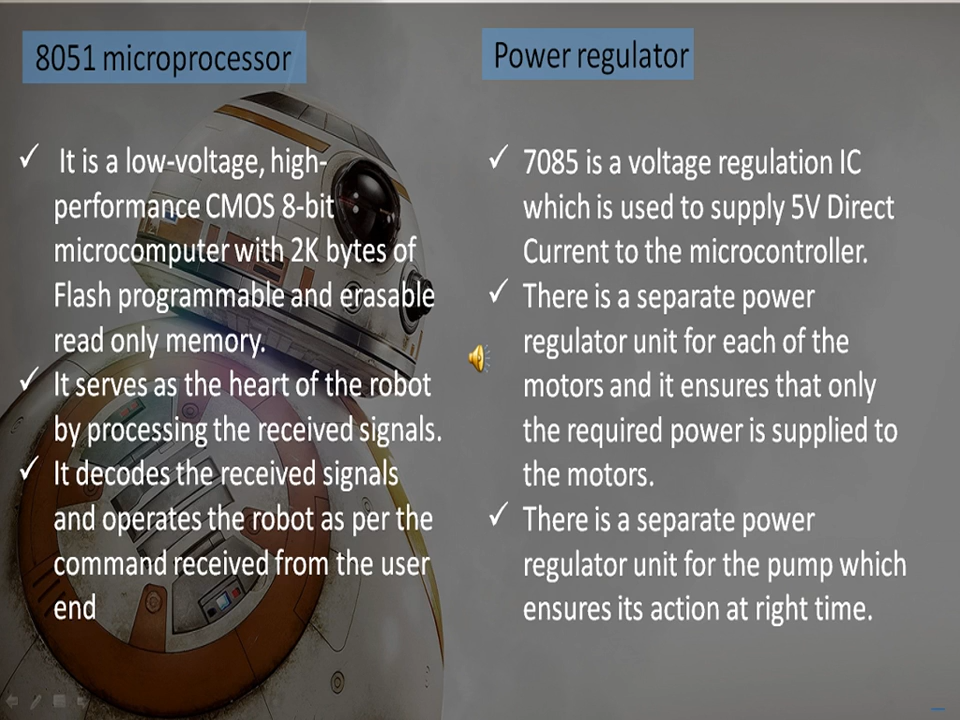 8051 microprocessor
It is a low-voltage, high-
performance CMOS 8-bit
microcomputer with 2K bytes of
Flash programmable and erasable
read only memory.
It serves as the heart of the robot
by processing the received signals.
It decodes the received signals
and operates the robot as per the
command received from the user
end
Power regulator
7085 is a voltage regulation IC
which is used to supply 5V Direct
Current to the microcontroller.
There is a separate power
regulator unit for each of the
motors and it ensures that only
the required power is supplied to
the motors.
There is a separate power
regulator unit for the pump which
ensures its action at right time.